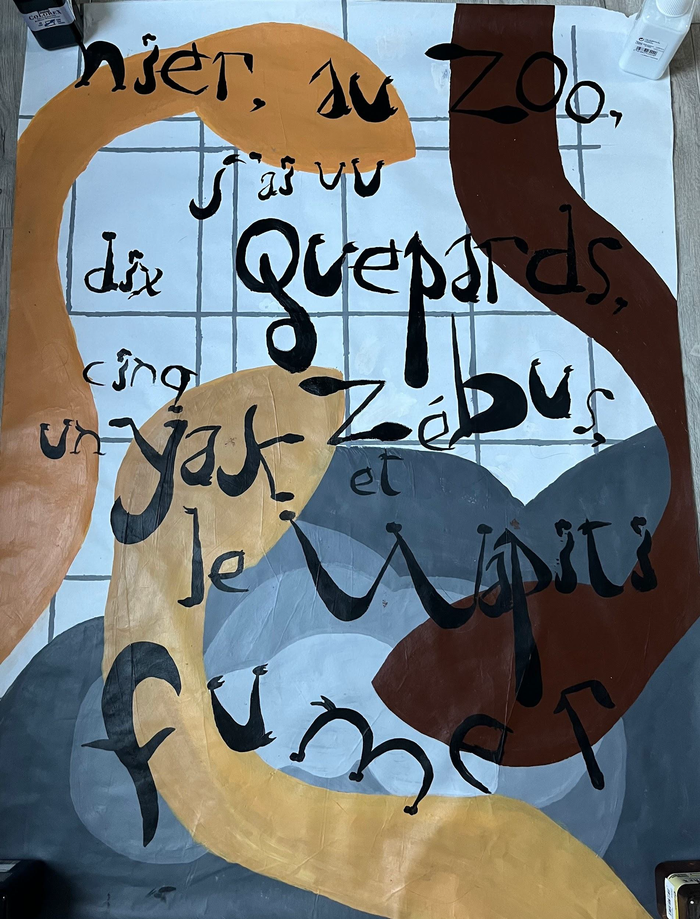 hier, au zoo,
j'ai vu
dix guepards,
cinq zébus,
un yak et
le Wapiti
fumer